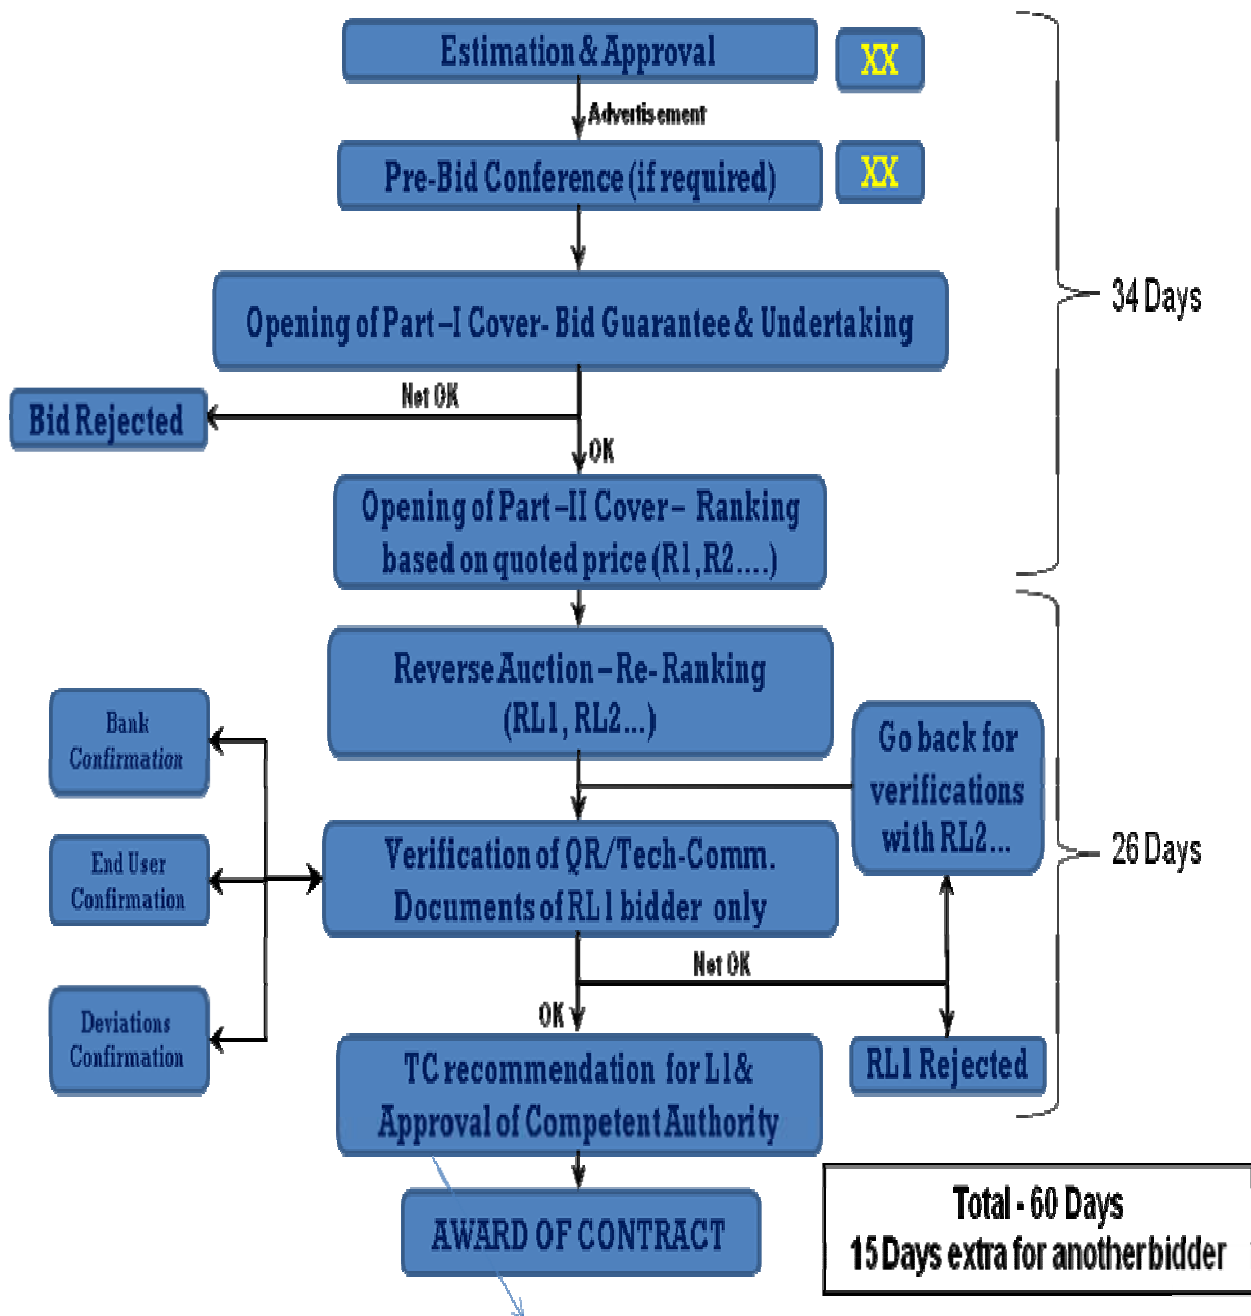 Estimation & Approval
XX
Advertisement
Pre-Bid Conference (if required)
XX
34 Days
Opening of Part –I Cover- Bid Guarantee & Undertaking
Not OK
Bid Rejected
OK
Opening of Part –II Cover – Ranking
based on quoted price (R1, R2....)
Reverse Auction – Re- Ranking
(RL1, RL2...)
Bank
Confirmation
Go back for
verifications
with RL2...
End User
Confirmation
Verification of QR/Tech-Comm.
Documents of RL1 bidder only
26 Days
Not OK
OK
Deviations
Confirmation
TC recommendation for L1&
Approval of Competent Authority
RL1 Rejected
AWARD OF CONTRACT
Total - 60 Days
15 Days extra for another bidder